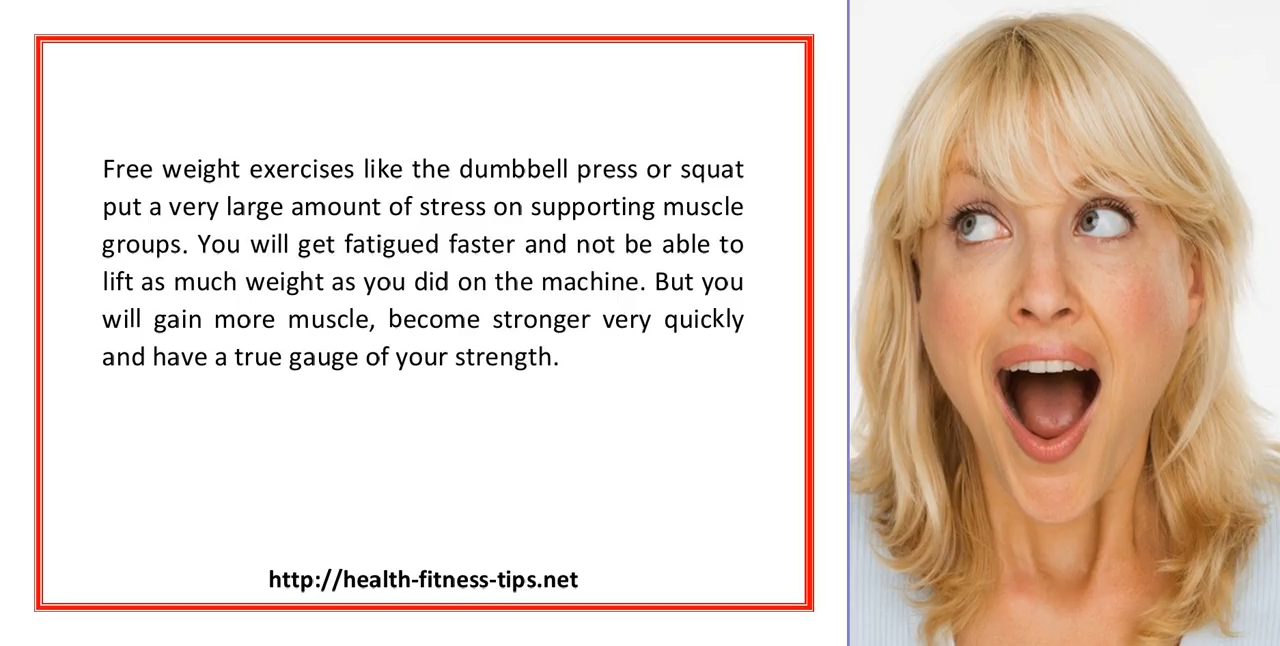 Free weight exercises like the dumbbell press or squat
put a very large amount of stress on supporting muscle
groups. You will get fatigued faster and not be able to
lift as much weight as you did on the machine. But you
will gain more muscle, become stronger very quickly
and have a true gauge of your strength.
http://health-fitness-tips.net